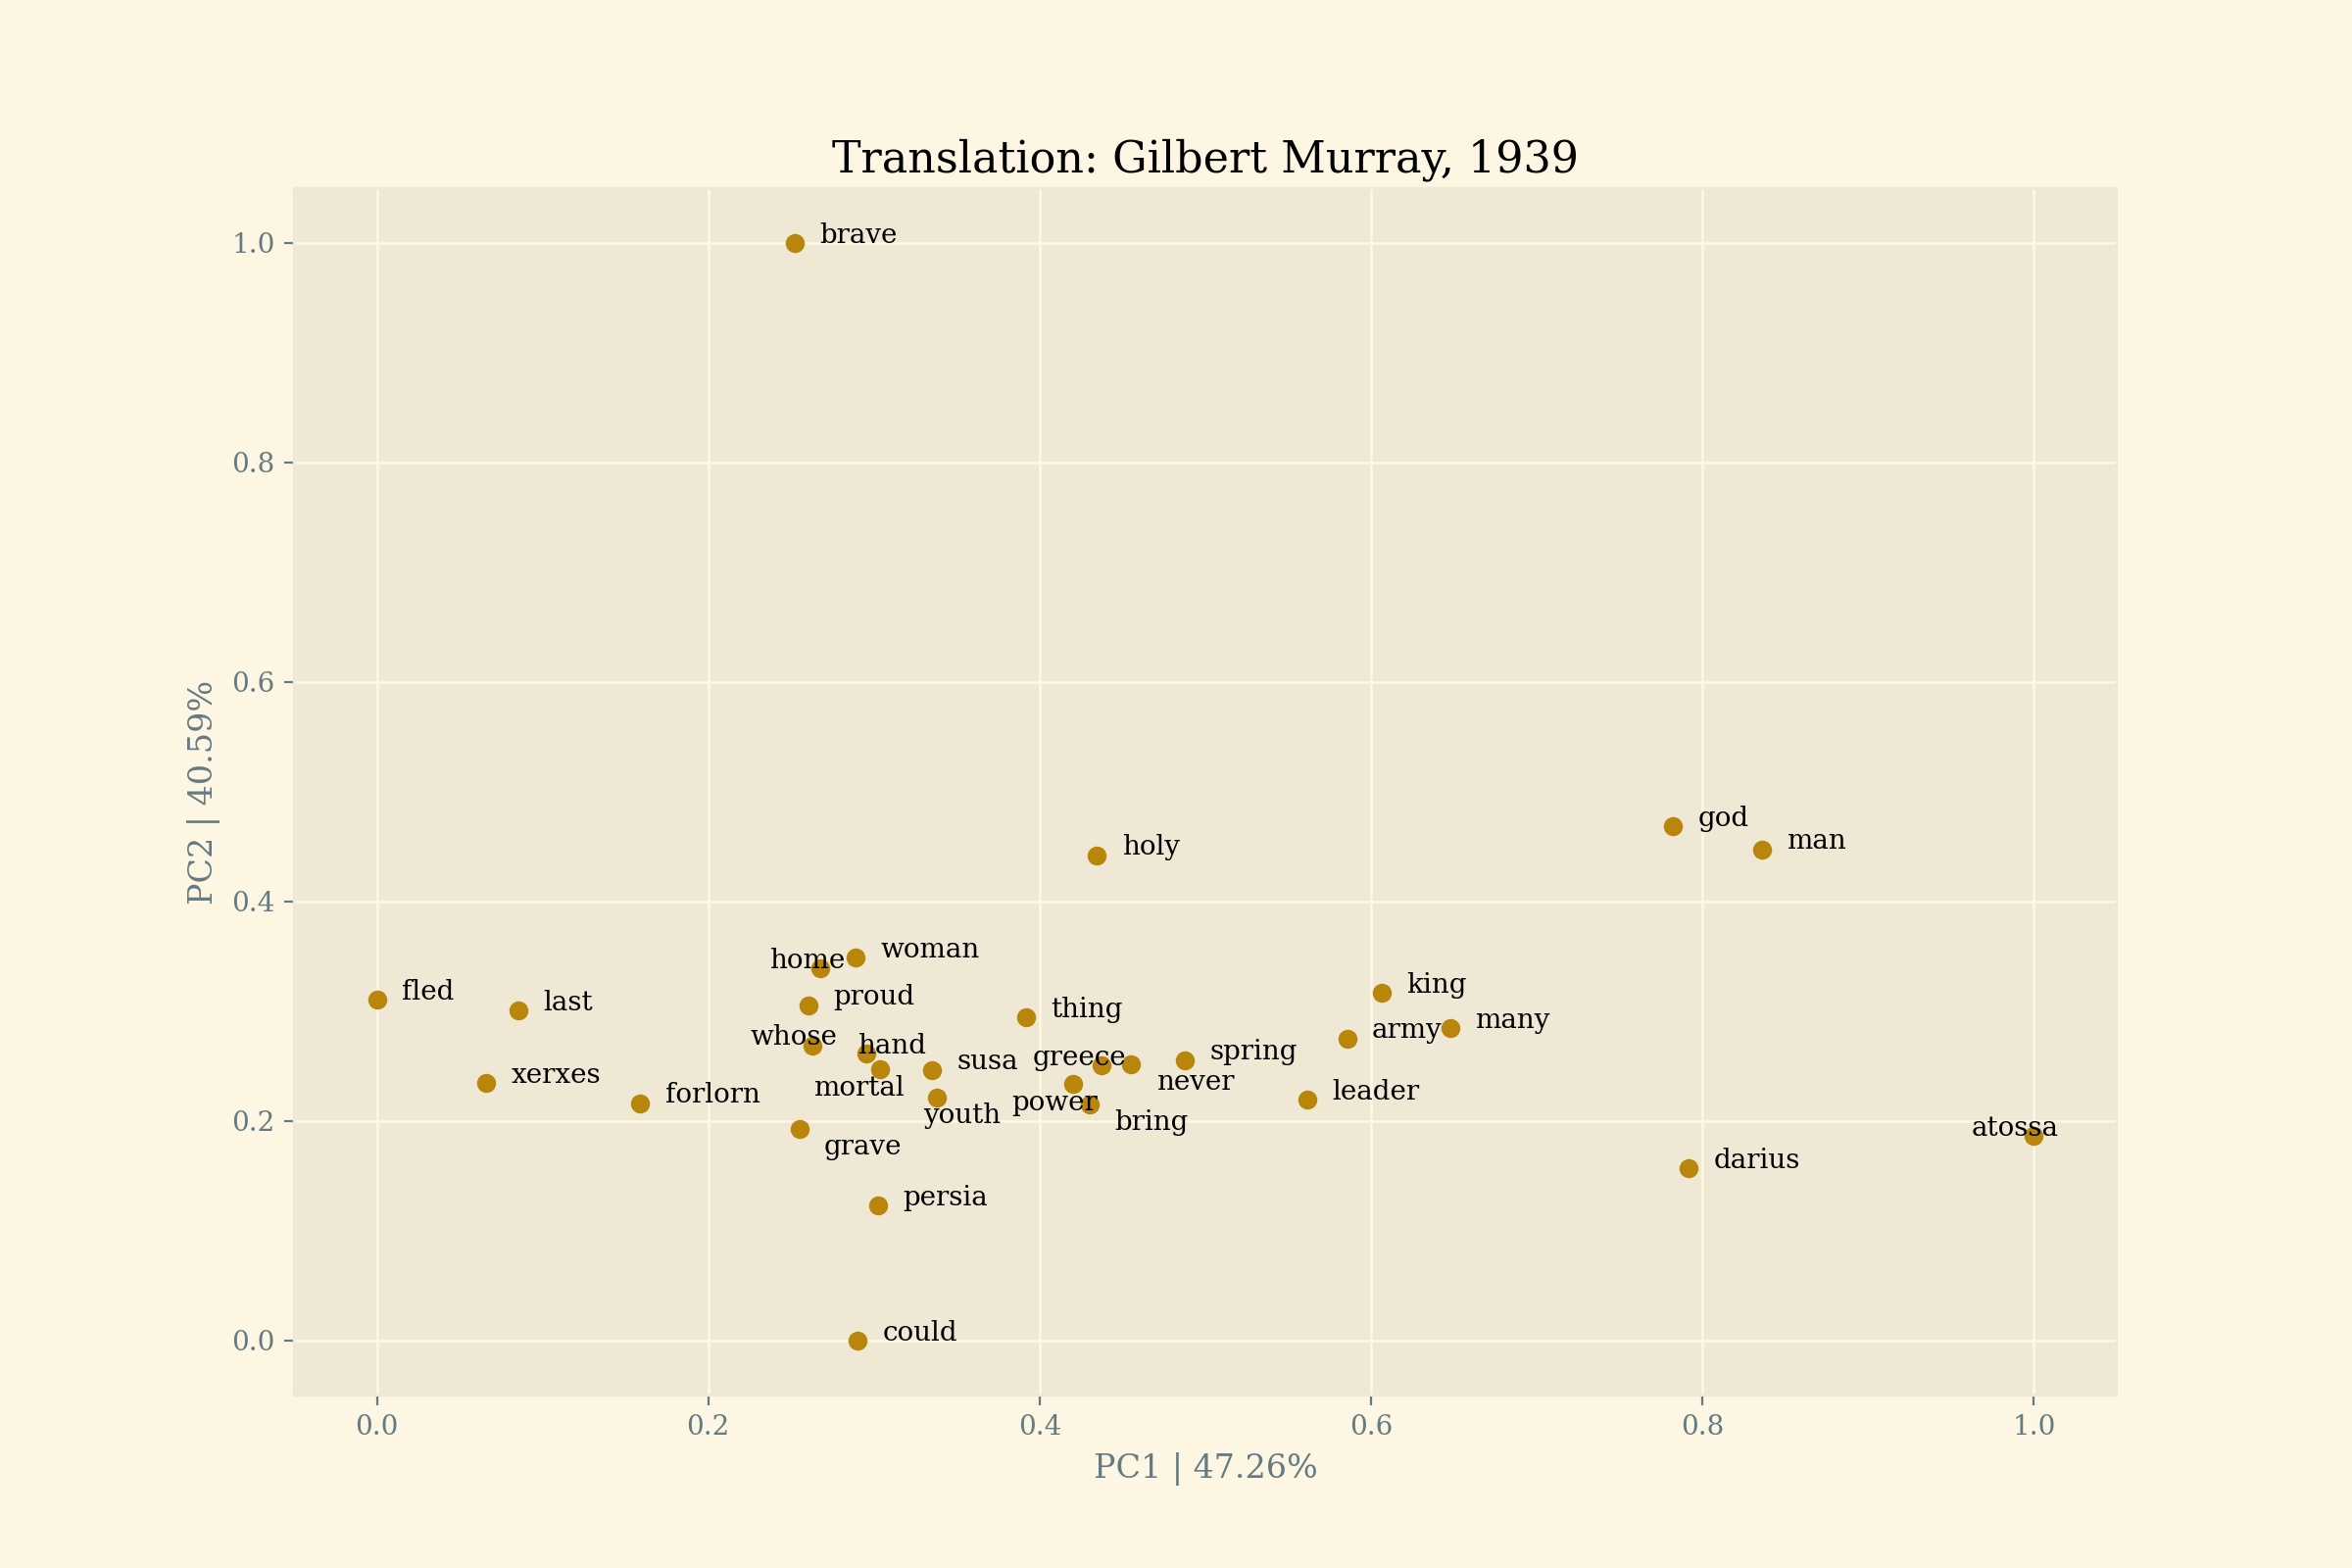 Translation: Gilbert Murray, 1939
1.0
brave
0.8
0.6
god
man
holy
0.4
woman
home
king
fled
proud
last
thing
many
army
whose
hand
spring
greece
susa
xerxes
never
mortal
leader
forlorn
power
youth
bring
0.2
atossa
grave
darius
persia
could
0.0
PC2 | 40.59%
0.0 0.2 0.4 0.6 0.8 1.0
PC1 | 47.26%